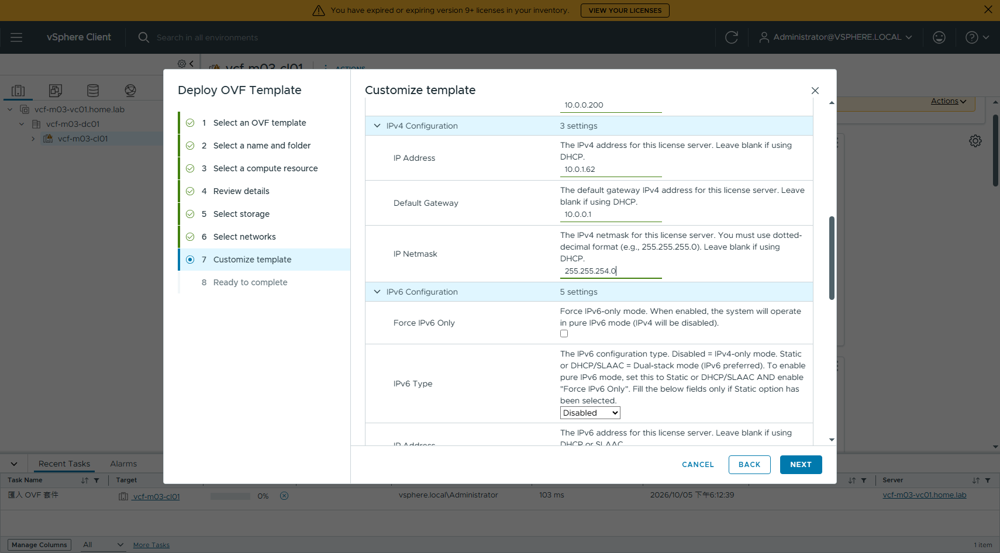 You have expired or expiring version 9+ licenses in your inventory.
VIEW YOUR LICENSES
vSphere Client
Search in all environments
Administrator@VSPHERE.LOCAL
vcf-m03-cl01
ACTIONS
vcf-m03-vc01.home.lab
vcf-m03-dc01
vcf-m03-cl01
Actions
Deploy OVF Template
1 Select an OVF template
2 Select a name and folder
3 Select a compute resource
4 Review details
5 Select storage
6 Select networks
7 Customize template
8 Ready to complete
Customize template
10.0.0.200
IPv4 Configuration
3 settings
IP Address
The IPv4 address for this license server. Leave blank if using
DHCP.
10.0.1.62
Default Gateway
The default gateway IPv4 address for this license server. Leave
blank if using DHCP.
10.0.0.1
IP Netmask
The IPv4 netmask for this license server. You must use dotted-
decimal format (e.g., 255.255.255.0). Leave blank if using
DHCP.
255.255.254.0
IPv6 Configuration
5 settings
Force IPv6 Only
Force IPv6-only mode. When enabled, the system will operate
in pure IPv6 mode (IPv4 will be disabled).
IPv6 Type
The IPv6 configuration type. Disabled = IPv4-only mode. Static
or DHCP/SLAAC = Dual-stack mode (IPv6 preferred). To enable
pure IPv6 mode, set this to Static or DHCP/SLAAC AND enable
"Force IPv6 Only". Fill the below fields only if Static option has
been selected.
Disabled
IP Address
The IPv6 address for this license server. Leave blank if using
DHCP or SLAAC
CANCEL
BACK
NEXT
Recent Tasks
Alarms
Task Name
Target
Server
匯入 OVF 套件
vcf-m03-cl01
0%
vsphere.local\Administrator
103 ms
2026/10/05 下午6:12:39
vcf-m03-vc01.home.lab
Manage Columns
All
More Tasks
1 item